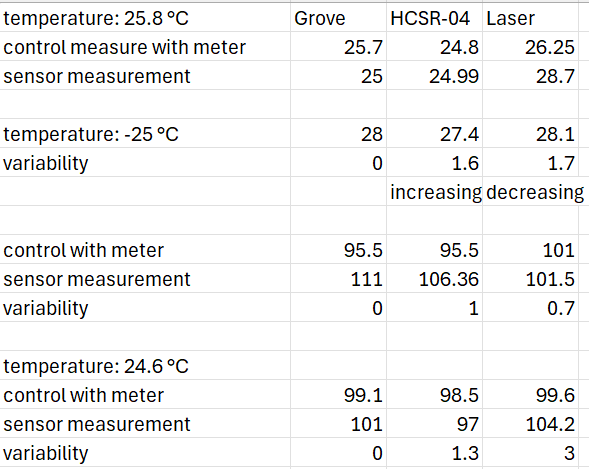 temperature: 25.8 °C Grove HCSR-04 Laser
control measure with meter 25.7 24.8 26.25
sensor measurement 25 24.99 28.7
temperature: -25 °C 28 27.4 28.1
variability 0 1.6 1.7
increasing decreasing
control with meter 95.5 95.5 101
sensor measurement 111 106.36 101.5
variability 0 1 0.7
temperature: 24.6 °C
control with meter 99.1 98.5 99.6
sensor measurement 101 97 104.2
variability 0 1.3 3